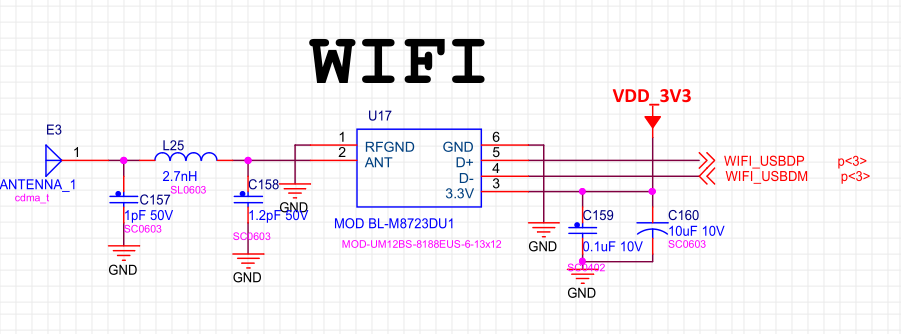 WIFI
VDD_3V3
U17
E3
1
L25
2.7nH
SL0603
ANTENNA_1
cdma_t
C157
1pF 50V
SC0603
GND
C158
1.2pF 50V
SC0603
GND
GND
1
2
RFGND
ANT
GND
D+
D-
3.3V
6
5
4
3
MOD BL-M8723DU1
MOD-UM12BS-8188EUS-6-13x12
WIFI_USBDP p<3>
WIFI_USBDM p<3>
GND
C159
0.1uF 10V
SC0402
GND
C160
10uF 10V
SC0603